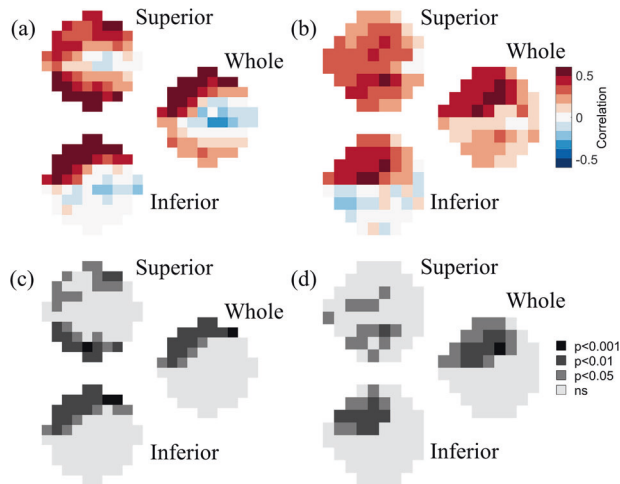 (a)
Superior
Whole
Inferior
(b)
Superior
Whole
Inferior
0.5
0
-0.5
Correlation
(c)
Superior
Whole
Inferior
(d)
Superior
Whole
Inferior
p<0.001
p<0.01
p<0.05
ns